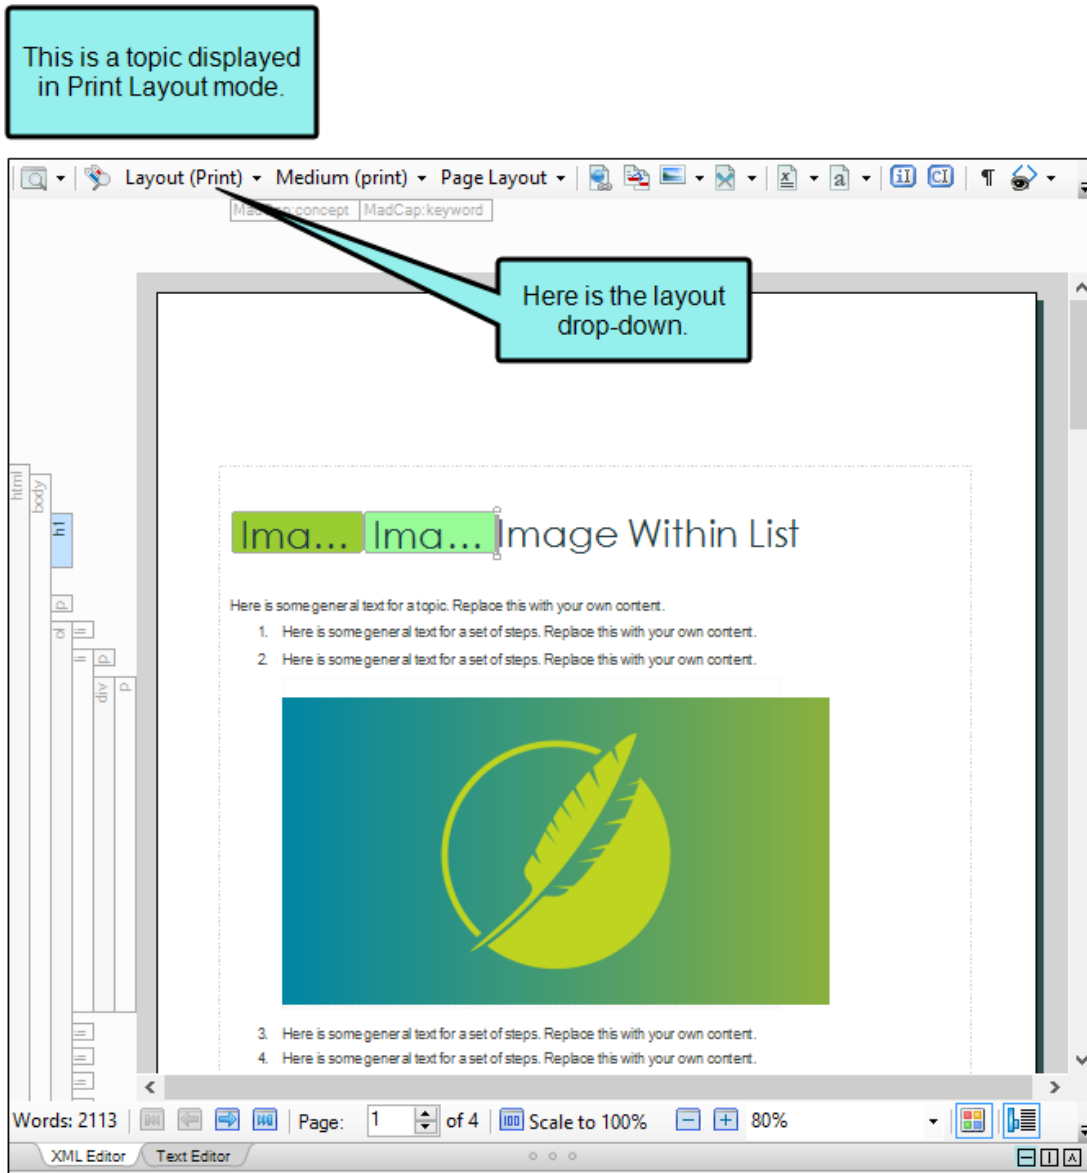 This is a topic displayed
in Print Layout mode.
Layout (Print) Medium (print) Page Layout
MadCap:concept MadCap:keyword
Here is the layout
drop-down.
html
body
h1
Ima... Ima... Image Within List
p
Here is some general text for a topic. Replace this with your own content.
ol li
1. Here is some general text for a set of steps. Replace this with your own content.
li p
2. Here is some general text for a set of steps. Replace this with your own content.
div p
li
3. Here is some general text for a set of steps. Replace this with your own content.
li
4. Here is some general text for a set of steps. Replace this with your own content.
li
Words: 2113 Page: 1 of 4 Scale to 100% 80%
XML Editor Text Editor